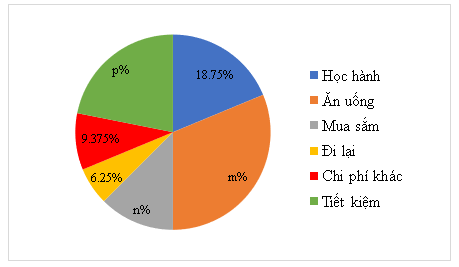 p%
18.75%
9.375%
6.25%
n%
m%
Học hành
Ăn uống
Mua sắm
Đi lại
Chi phí khác
Tiết kiệm